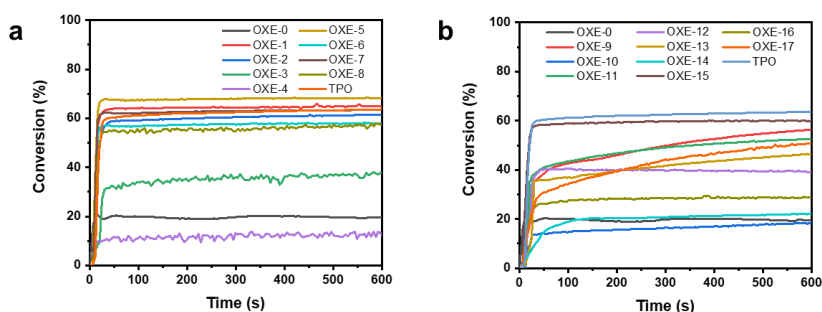 a
OXE-0 OXE-5
OXE-1 OXE-6
OXE-2 OXE-7
OXE-3 OXE-8
OXE-4 TPO
Conversion (%)
100
80
60
40
20
0
0 100 200 300 400 500 600
Time (s)
b
OXE-0 OXE-12 OXE-16
OXE-9 OXE-13 OXE-17
OXE-10 OXE-14 TPO
OXE-11 OXE-15
Conversion (%)
100
80
60
40
20
0
0 100 200 300 400 500 600
Time (s)